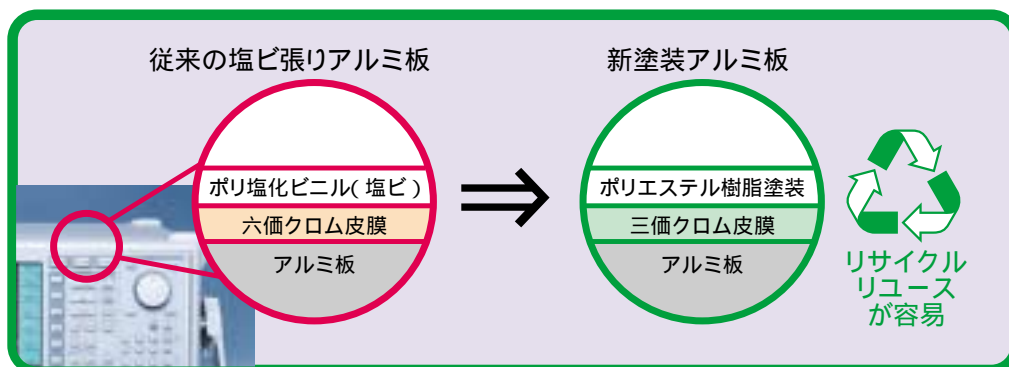 従来の塩ビ張りアルミ板
ポリ塩化ビニル(塩ビ)
六価クロム皮膜
アルミ板
新塗装アルミ板
ポリエステル樹脂塗装
三価クロム皮膜
アルミ板
リサイクル
リユース
が容易